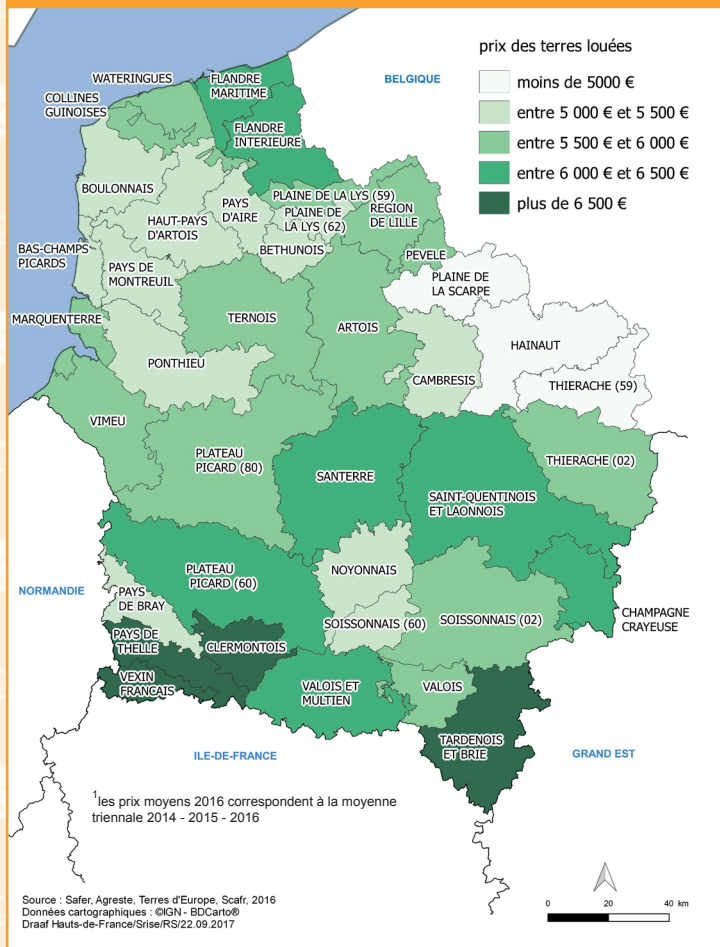 prix des terres louées
moins de 5000 €
entre 5 000 € et 5 500 €
entre 5 500 € et 6 000 €
entre 6 000 € et 6 500 €
plus de 6 500 €
BELGIQUE
WATERINGUES
FLANDRE
MARITIME
COLLINES
GUINOISES
FLANDRE
INTERIEURE
BOULONNAIS
PAYS
D'AIRE
PLAINE DE LA LYS (59)
PLAINE DE
LA LYS (62)
REGION
DE LILLE
HAUT-PAYS
D'ARTOIS
BETHUNOIS
BAS-CHAMPS
PICARDS
PAYS DE
MONTREUIL
PEVELE
PLAINE DE
LA SCARPE
MARQUENTERRE
TERNOIS
ARTOIS
HAINAUT
PONTHIEU
CAMBRESIS
THIERACHE (59)
VIMEU
PLATEAU
PICARD (80)
SANTERRE
THIERACHE (02)
SAINT-QUENTINOIS
ET LAONNOIS
NORMANDIE
PLATEAU
PICARD (60)
NOYONNAIS
PAYS
DE BRAY
SOISSONNAIS (60)
SOISSONNAIS (02)
CHAMPAGNE
CRAYEUSE
PAYS DE
THELLE
CLERMONTOIS
VEXIN
FRANCAIS
VALOIS ET
MULTIEN
VALOIS
TARDENOIS
ET BRIE
ILE-DE-FRANCE
GRAND EST
1les prix moyens 2016 correspondent à la moyenne
triennale 2014 - 2015 - 2016
Source : Safer, Agreste, Terres d'Europe, Scafr, 2016
Données cartographiques : ©IGN - BDCarto®
Draaf Hauts-de-France/Srise/RS/22.09.2017
0 20 40 km